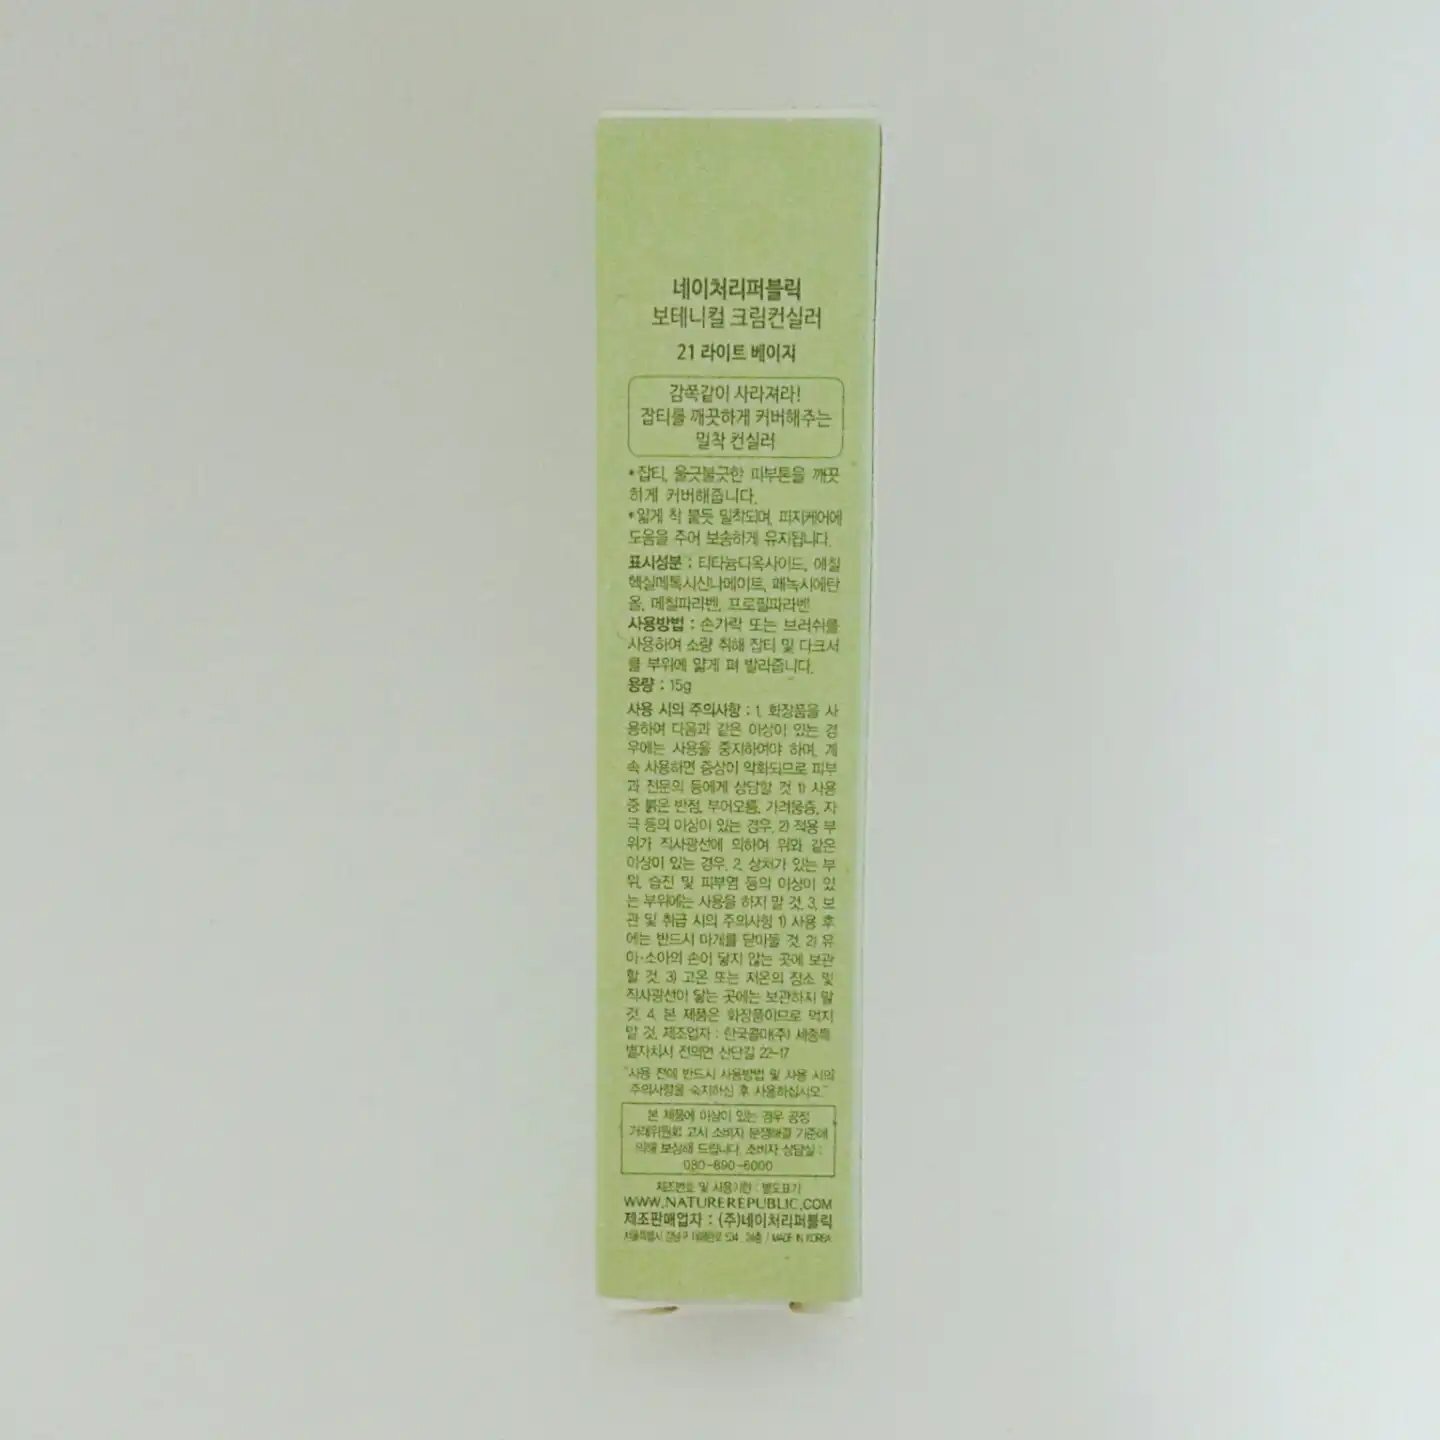 네이처리퍼블릭
보테니컬 크림컨실러
21 라이트 베이지
감쪽같이 사라져라!
잡티를 깨끗하게 커버해주는
밀착 컨실러
*잡티, 울긋불긋한 피부톤을 깨끗
하게 커버해줍니다.
*얇게 착 붙듯 밀착되며, 피지케어에
도움을 주어 보송하게 유지됩니다.
표시성분 : 티타늄디옥사이드, 에칠
헥실메톡시신나메이트, 페녹시에탄
올, 메칠파라벤, 프로필파라벤
사용방법 : 손가락 또는 브러쉬를
사용하여 소량 취해 잡티 및 다크서
클 부위에 얇게 펴 발라줍니다.
용량 : 15g
사용 시의 주의사항 : 1. 화장품을 사
용하여 다음과 같은 이상이 있는 경
우에는 사용을 중지하여야 하며, 계
속 사용하면 증상이 악화되므로 피부
과 전문의 등에게 상담할 것 1) 사용
중 붉은 반점, 부어오름, 가려움증, 자
극 등의 이상이 있는 경우. 2) 적용 부
위가 직사광선에 의하여 위와 같은
이상이 있는 경우. 2. 상처가 있는 부
위, 습진 및 피부염 등의 이상이 있
는 부위에는 사용을 하지 말 것. 3. 보
관 및 취급 시의 주의사항 1) 사용 후
에는 반드시 마개를 닫아둘 것. 2) 유
아·소아의 손이 닿지 않는 곳에 보관
할 것. 3) 고온 또는 저온의 장소 및
직사광선이 닿는 곳에는 보관하지 말
것. 4. 본 제품은 화장품이므로 먹지
말 것. 제조업자 : 한국콜마(주) 세종특
별자치시 전의면 산단길 22-17
"사용 전에 반드시 사용방법 및 사용 시의
주의사항을 숙지하신 후 사용하십시오."
본 제품에 이상이 있는 경우 공정
거래위원회 고시 소비자 분쟁해결 기준에
의해 보상해 드립니다. 소비자 상담실 :
080-890-6000
제조번호 및 사용기한 : 별도표기
WWW.NATUREREPUBLIC.COM
제조판매업자 : (주)네이처리퍼블릭
서울특별시 강남구 테헤란로 534 / MADE IN KOREA